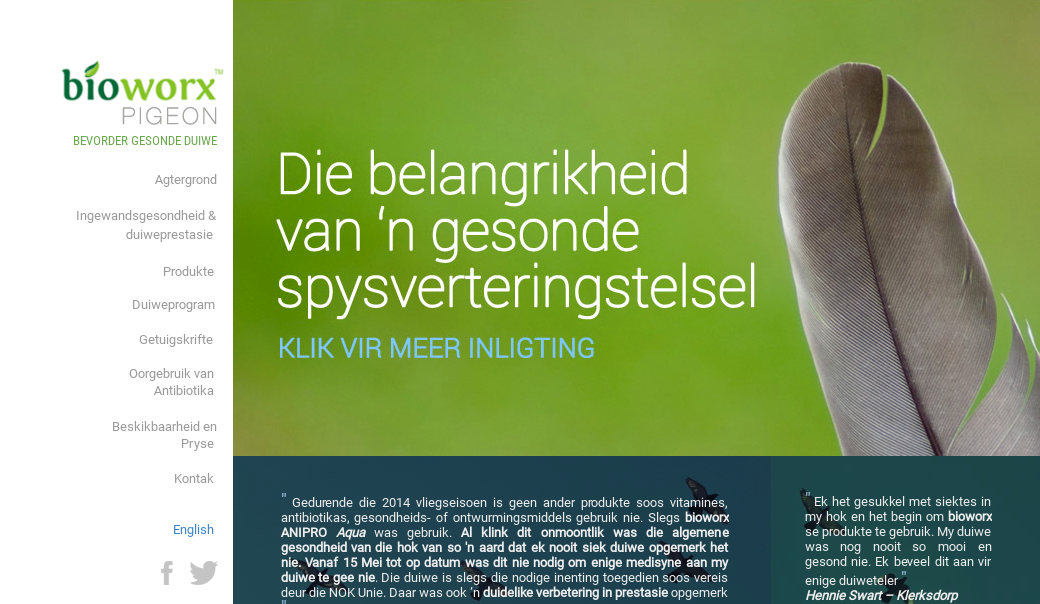 bioworx™
PIGEON
BEVORDER GESONDE DUIWE
Agtergrond
Ingewandsgesondheid &
duiweprestasie
Produkte
Duiweprogram
Getuigskrifte
Oorgebruik van
Antibiotika
Beskikbaarheid en
Pryse
Kontak
English
Die belangrikheid
van ‘n gesonde
spysverteringstelsel
KLIK VIR MEER INLIGTING
" Gedurende die 2014 vliegseisoen is geen ander produkte soos vitamines,
antibiotikas, gesondheids- of ontwurmingsmiddels gebruik nie. Slegs bioworx
ANIPRO Aqua was gebruik. Al klink dit onmoontlik was die algemene
gesondheid van die hok van so 'n aard dat ek nooit siek duiwe opgemerk het
nie. Vanaf 15 Mei tot op datum was dit nie nodig om enige medisyne aan my
duiwe te gee nie. Die duiwe is slegs die nodige inenting toegedien soos vereis
deur die NOK Unie. Daar was ook 'n duidelike verbetering in prestasie opgemerk
"
" Ek het gesukkel met siektes in
my hok en het begin om bioworx
se produkte te gebruik. My duiwe
was nog nooit so mooi en
gesond nie. Ek beveel dit aan vir
enige duiweteler "
Hennie Swart – Klerksdorp